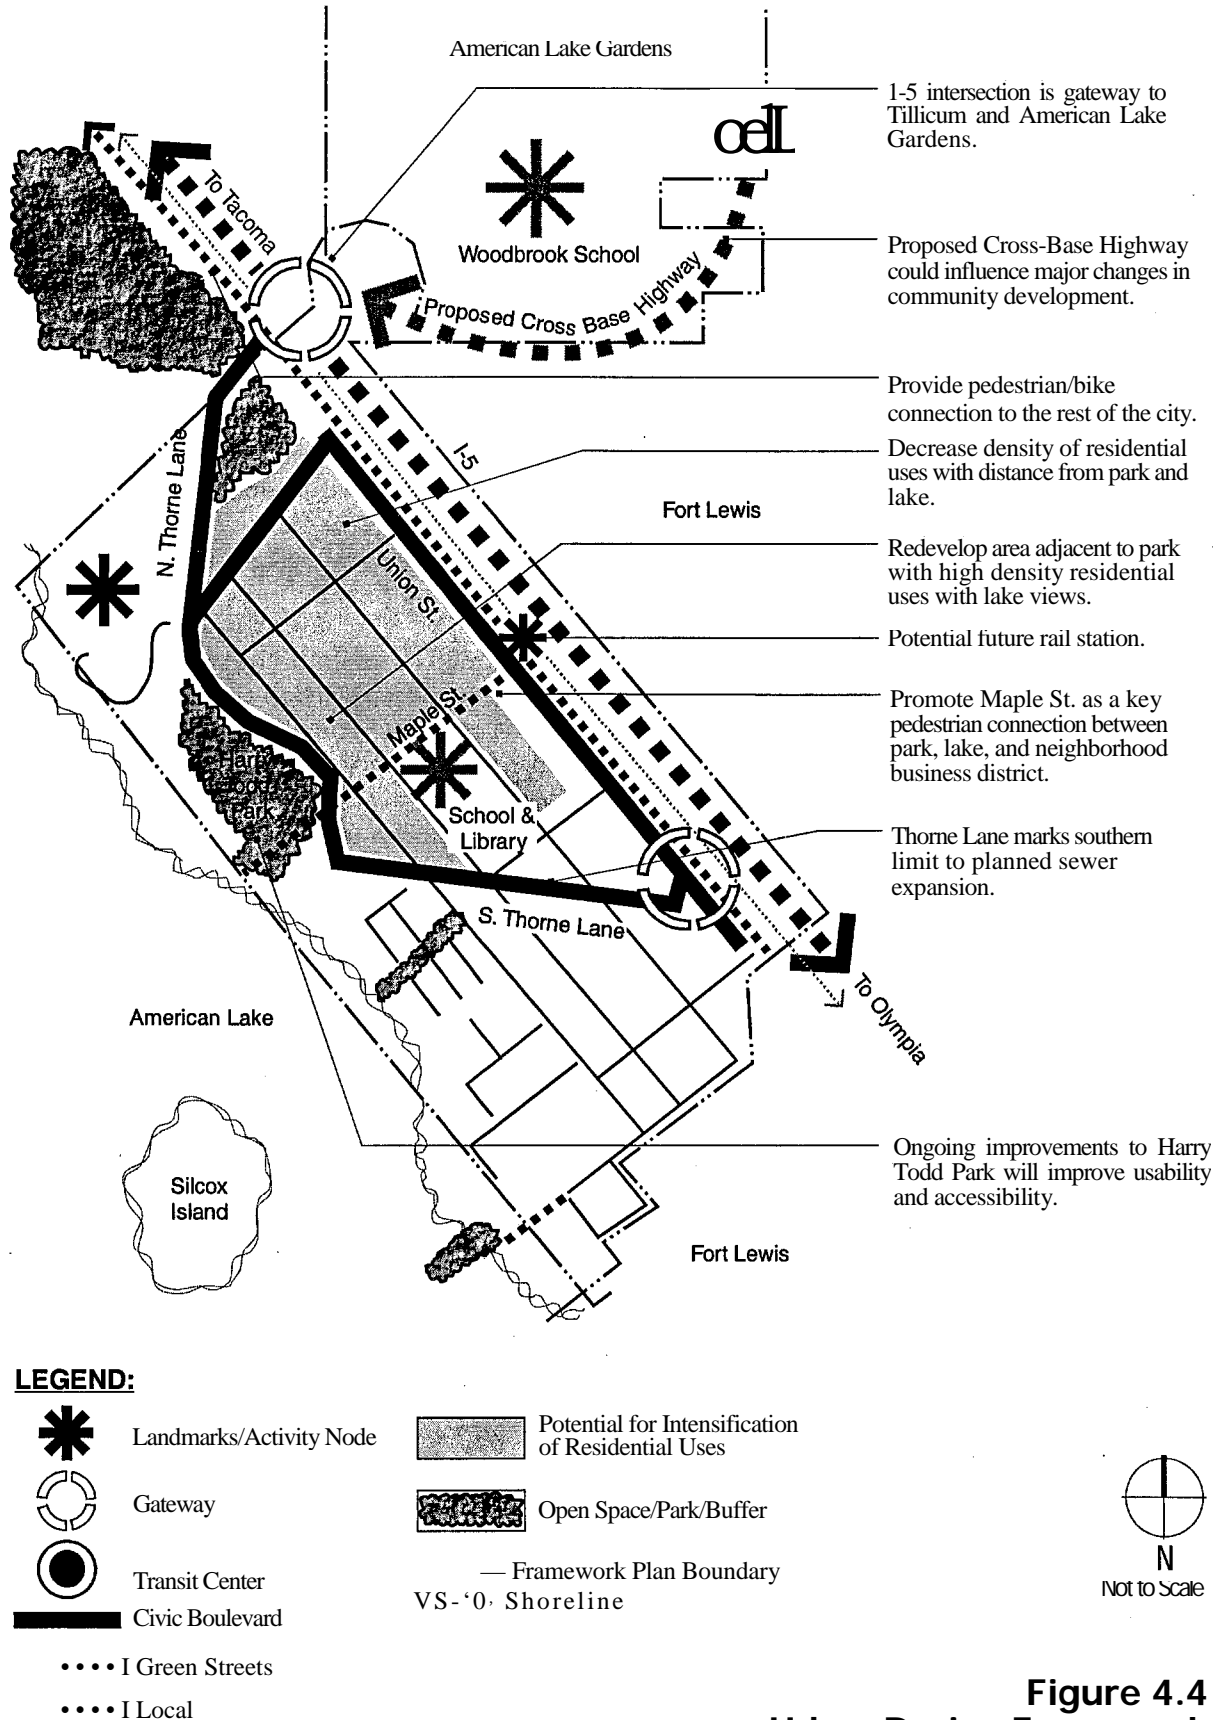 American Lake Gardens
1-5 intersection is gateway to
Tillicum and American Lake
Gardens.
cell
To Tacoma
Woodbrook School
Proposed Cross Base Highway
Proposed Cross-Base Highway
could influence major changes in
community development.
Provide pedestrian/bike
connection to the rest of the city.
I-5
Decrease density of residential
uses with distance from park and
lake.
N. Thorne Lane
Fort Lewis
Union St.
Redevelop area adjacent to park
with high density residential
uses with lake views.
Potential future rail station.
Maple St.
Promote Maple St. as a key
pedestrian connection between
park, lake, and neighborhood
business district.
Harry
Todd
Park
School &
Library
Thorne Lane marks southern
limit to planned sewer
expansion.
S. Thorne Lane
To Olympia
American Lake
Ongoing improvements to Harry
Todd Park will improve usability
and accessibility.
Silcox
Island
Fort Lewis
LEGEND:
Landmarks/Activity Node
Gateway
Transit Center
Civic Boulevard
•••• I Green Streets
•••• I Local
Potential for Intensification
of Residential Uses
Open Space/Park/Buffer
— Framework Plan Boundary
VS-‘0, Shoreline
N
Not to Scale
Figure 4.4